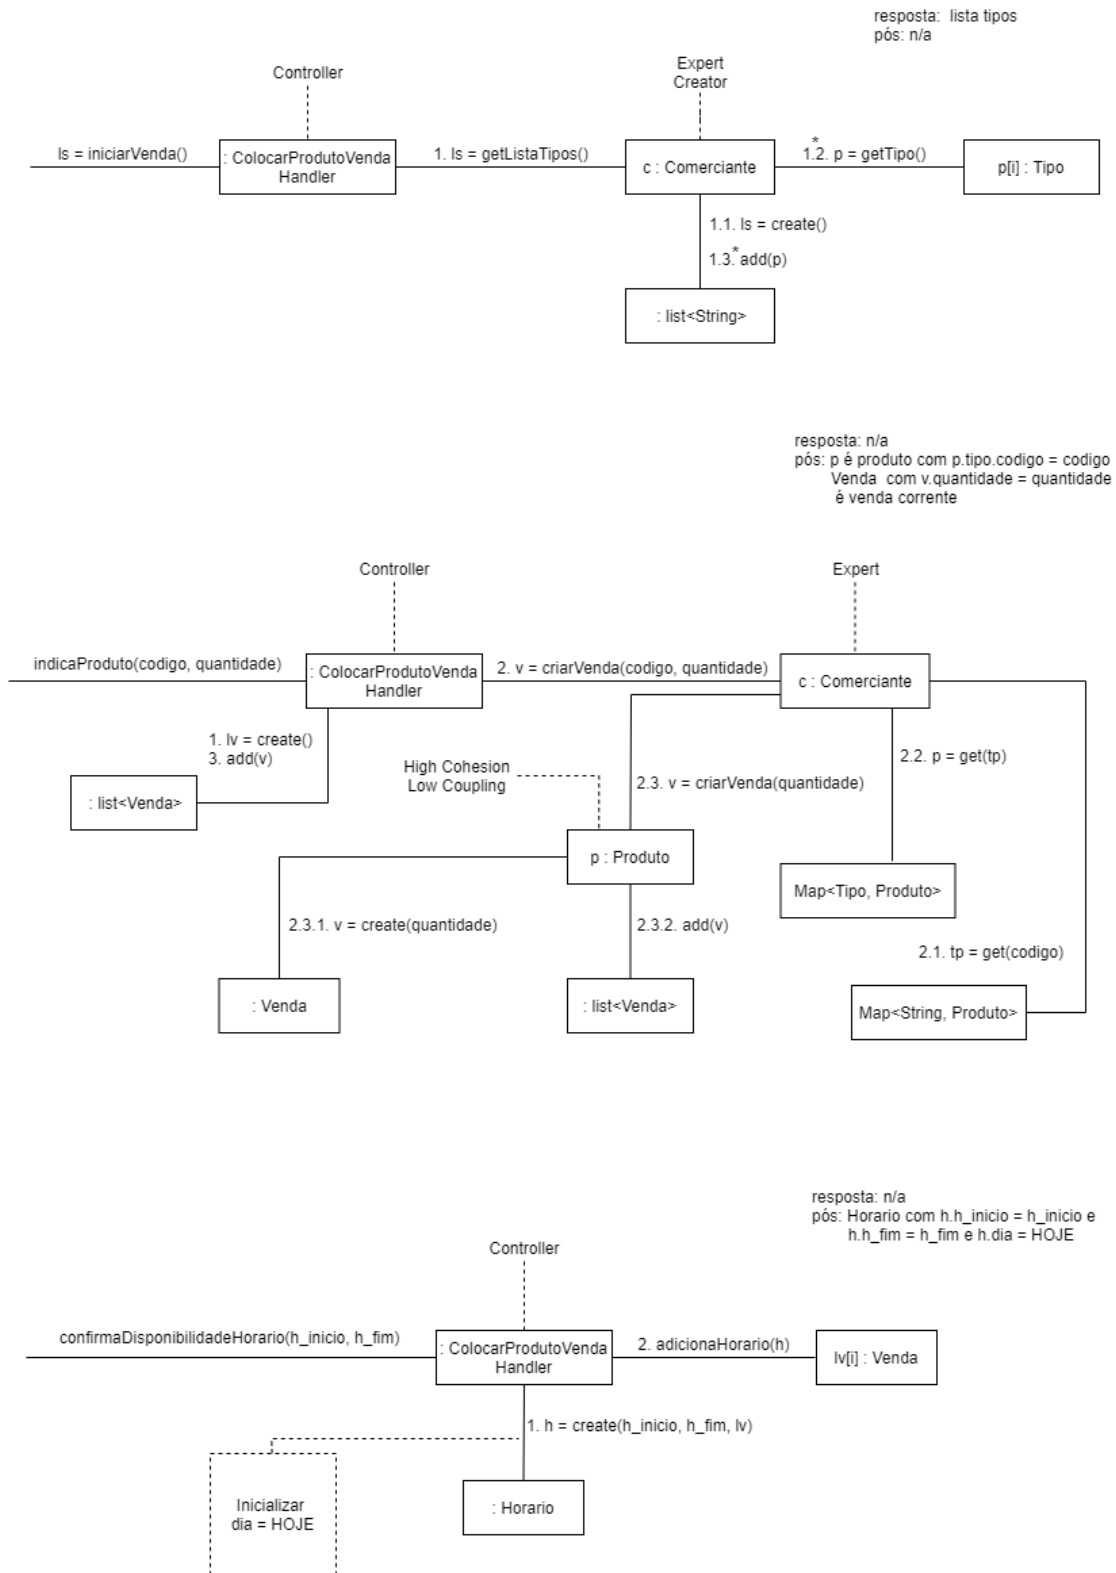 resposta: lista tipos
pós: n/a
Controller
Expert
Creator
ls = iniciarVenda()
: ColocarProdutoVenda
Handler
1. ls = getListaTipos()
c : Comerciante
*
1.2. p = getTipo()
p[i] : Tipo
1.1. ls = create()
1.3.* add(p)
: list<String>
resposta: n/a
pós: p é produto com p.tipo.codigo = codigo
Venda com v.quantidade = quantidade
é venda corrente
Controller
Expert
indicaProduto(codigo, quantidade)
: ColocarProdutoVenda
Handler
2. v = criarVenda(codigo, quantidade)
c : Comerciante
1. lv = create()
3. add(v)
: list<Venda>
High Cohesion
Low Coupling
2.3. v = criarVenda(quantidade)
2.2. p = get(tp)
p : Produto
Map<Tipo, Produto>
2.3.1. v = create(quantidade)
2.3.2. add(v)
2.1. tp = get(codigo)
: Venda
: list<Venda>
Map<String, Produto>
resposta: n/a
pós: Horario com h.h_inicio = h_inicio e
h.h_fim = h_fim e h.dia = HOJE
Controller
confirmaDisponibilidadeHorario(h_inicio, h_fim)
: ColocarProdutoVenda
Handler
2. adicionaHorario(h)
lv[i] : Venda
1. h = create(h_inicio, h_fim, lv)
Inicializar
dia = HOJE
: Horario